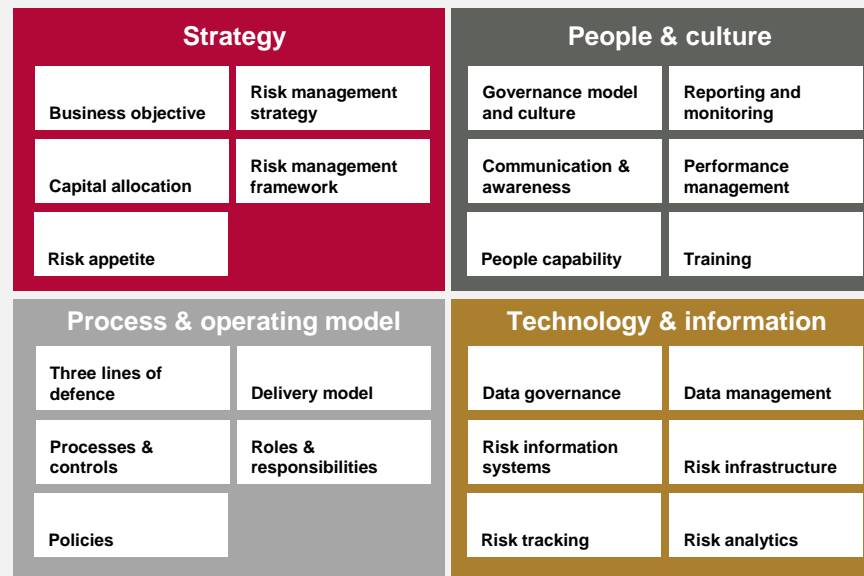 Strategy
Business objective
Risk management
strategy
Capital allocation
Risk management
framework
Risk appetite
People & culture
Governance model
and culture
Reporting and
monitoring
Communication &
awareness
Performance
management
People capability
Training
Process & operating model
Three lines of
defence
Delivery model
Processes &
controls
Roles &
responsibilities
Policies
Technology & information
Data governance
Data management
Risk information
systems
Risk infrastructure
Risk tracking
Risk analytics